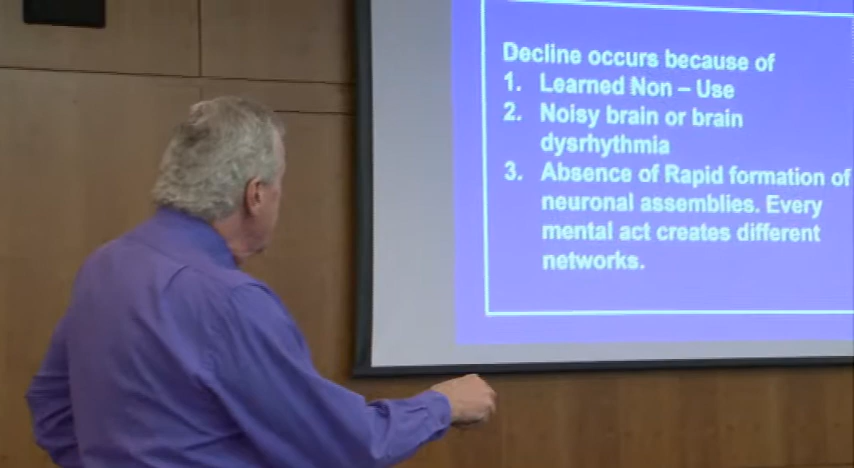 Decline occurs because of
1. Learned Non – Use
2. Noisy brain or brain
dysrhythmia
3. Absence of Rapid formation of
neuronal assemblies. Every
mental act creates different
networks.